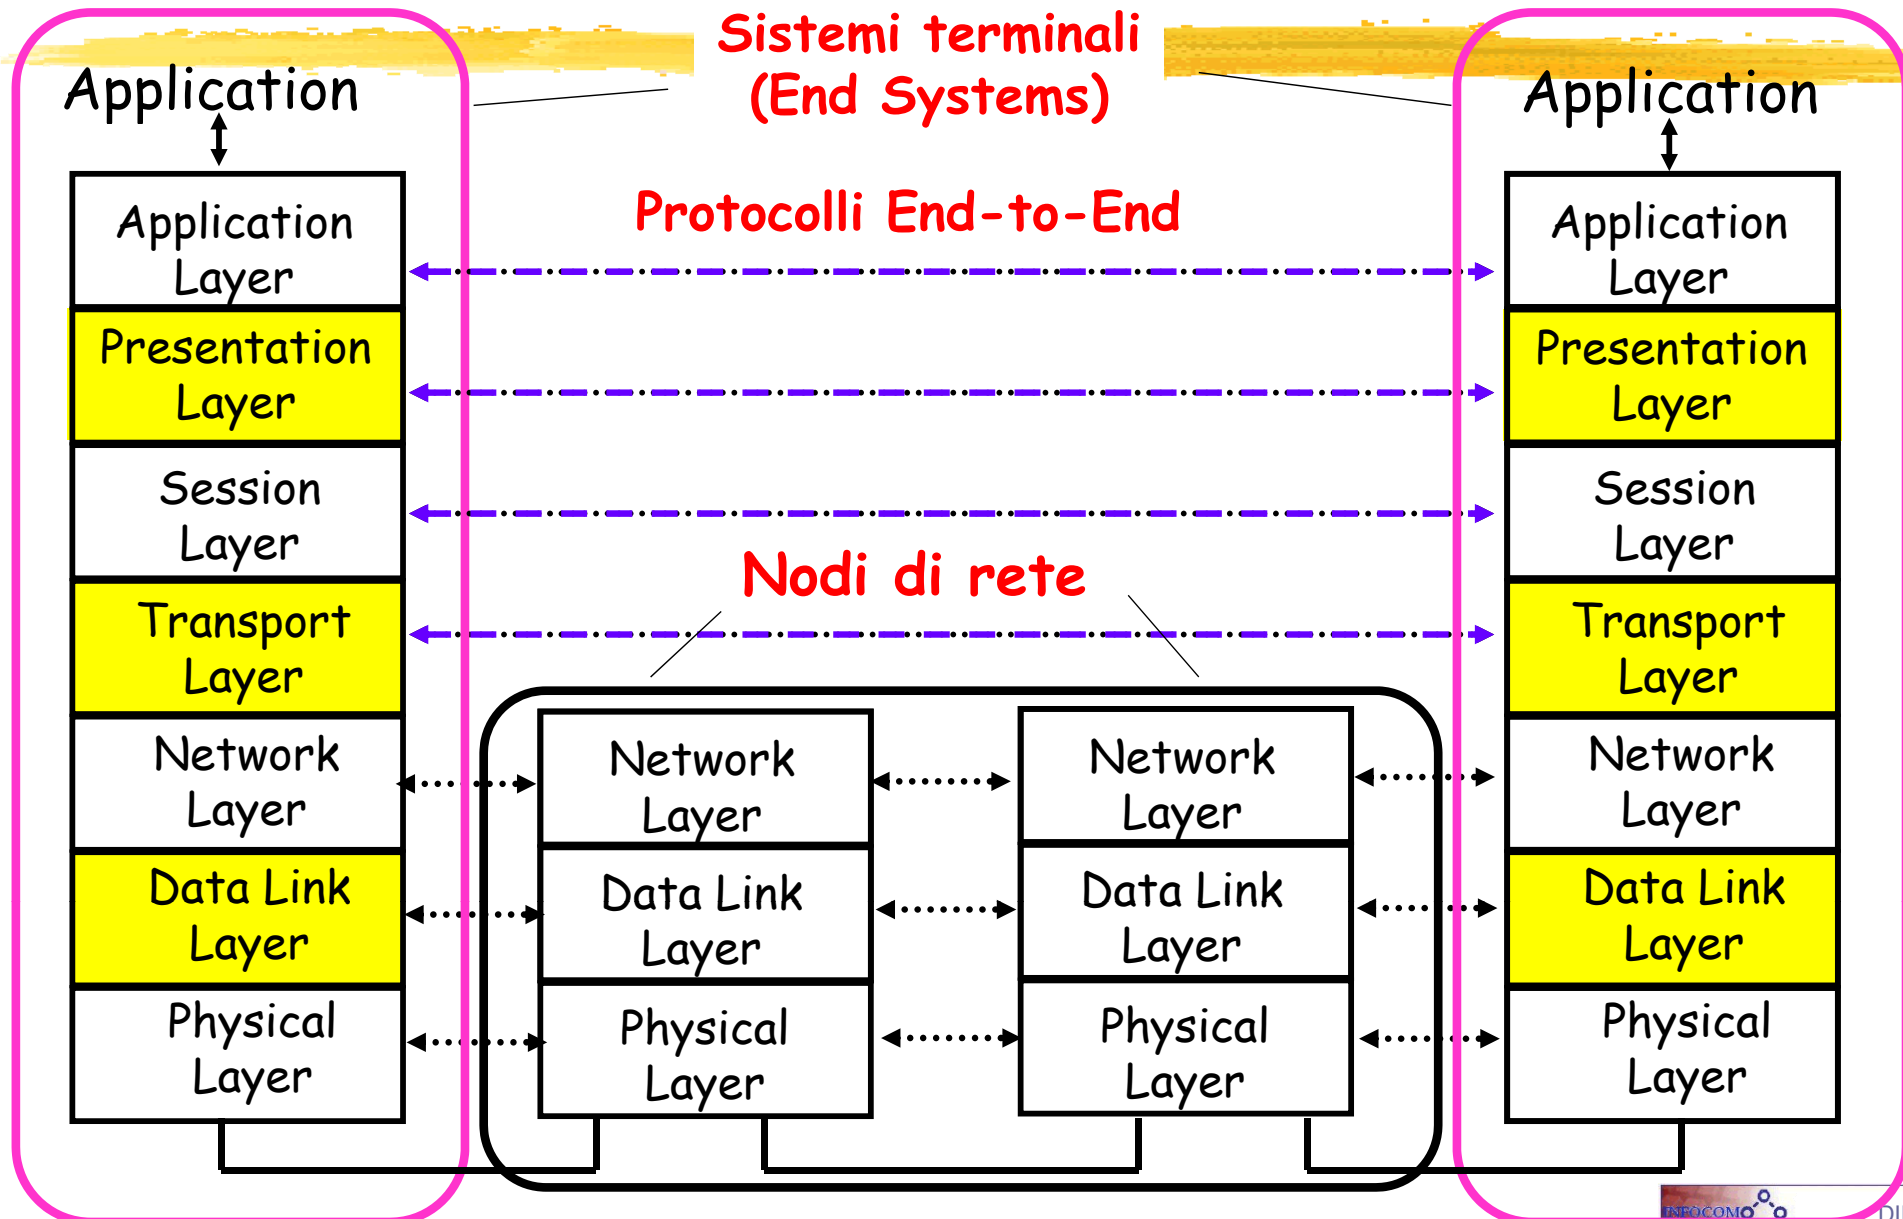 Sistemi terminali
(End Systems)
Application
Application
Protocolli End-to-End
Application
Layer
Presentation
Layer
Session
Layer
Transport
Layer
Network
Layer
Data Link
Layer
Physical
Layer
Nodi di rete
Network
Layer
Data Link
Layer
Physical
Layer
Network
Layer
Data Link
Layer
Physical
Layer
Application
Layer
Presentation
Layer
Session
Layer
Transport
Layer
Network
Layer
Data Link
Layer
Physical
Layer
INFOCOM